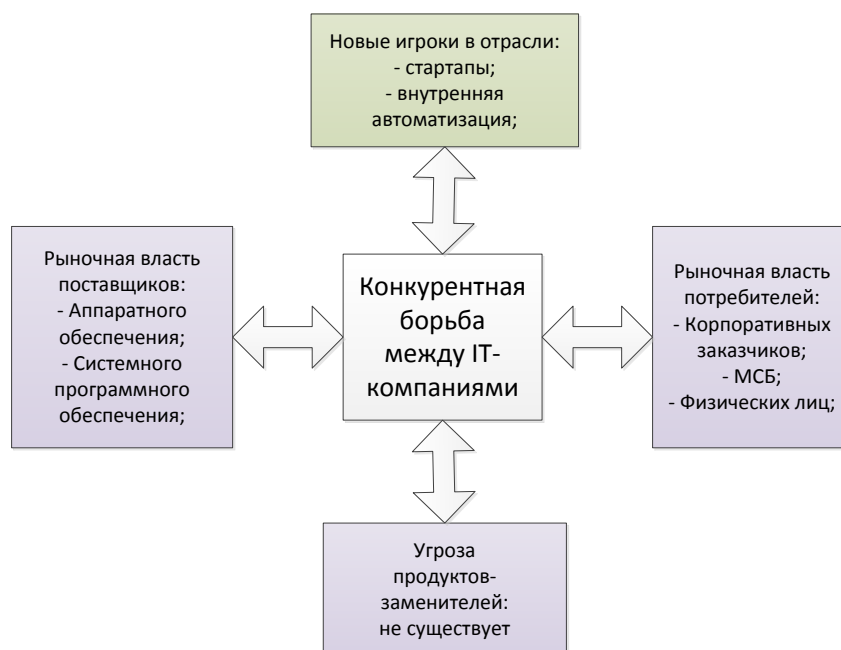 Новые игроки в отрасли:
- стартапы;
- внутренняя
автоматизация;
Рыночная власть
поставщиков:
- Аппаратного
обеспечения;
- Системного
программного
обеспечения;
Конкурентная
борьба
между IT-
компаниями
Рыночная власть
потребителей:
- Корпоративных
заказчиков;
- МСБ;
- Физических лиц;
Угроза
продуктов-
заменителей:
не существует